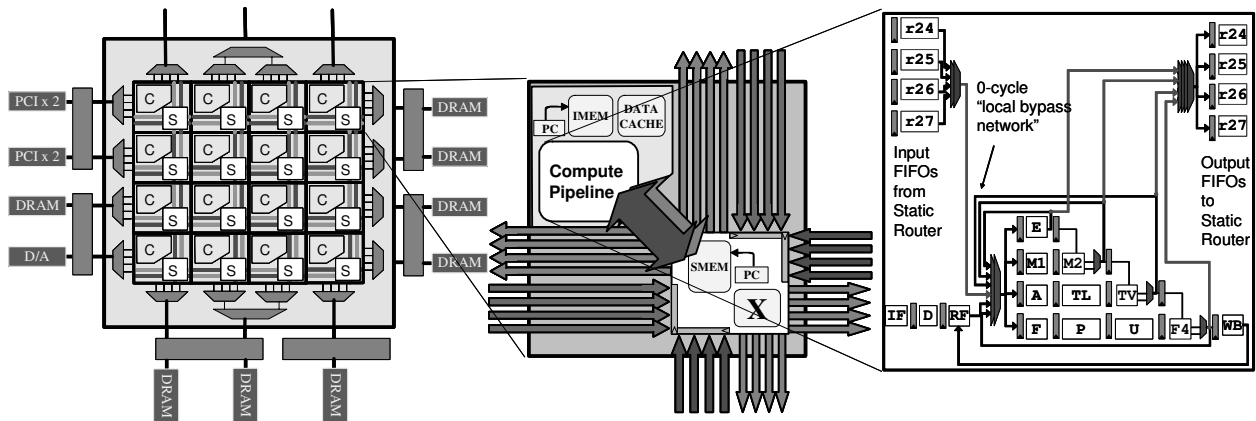 PCI x 2
PCI x 2
DRAM
D/A
C
S
C
S
C
S
C
S
C
S
C
S
C
S
C
S
C
S
C
S
C
S
C
S
C
S
C
S
C
S
C
S
DRAM
DRAM
DRAM
DRAM
DRAM
DRAM
DRAM
PC
IMEM
DATA
CACHE
Compute
Pipeline
SMEM
PC
X
r24
r25
r26
r27
Input
FIFOs
from
Static
Router
0-cycle
“local bypass
network”
r24
r25
r26
r27
Output
FIFOs
to
Static
Router
E
M1
M2
A
TL
TV
IF
D
RF
F
P
U
F4
WB